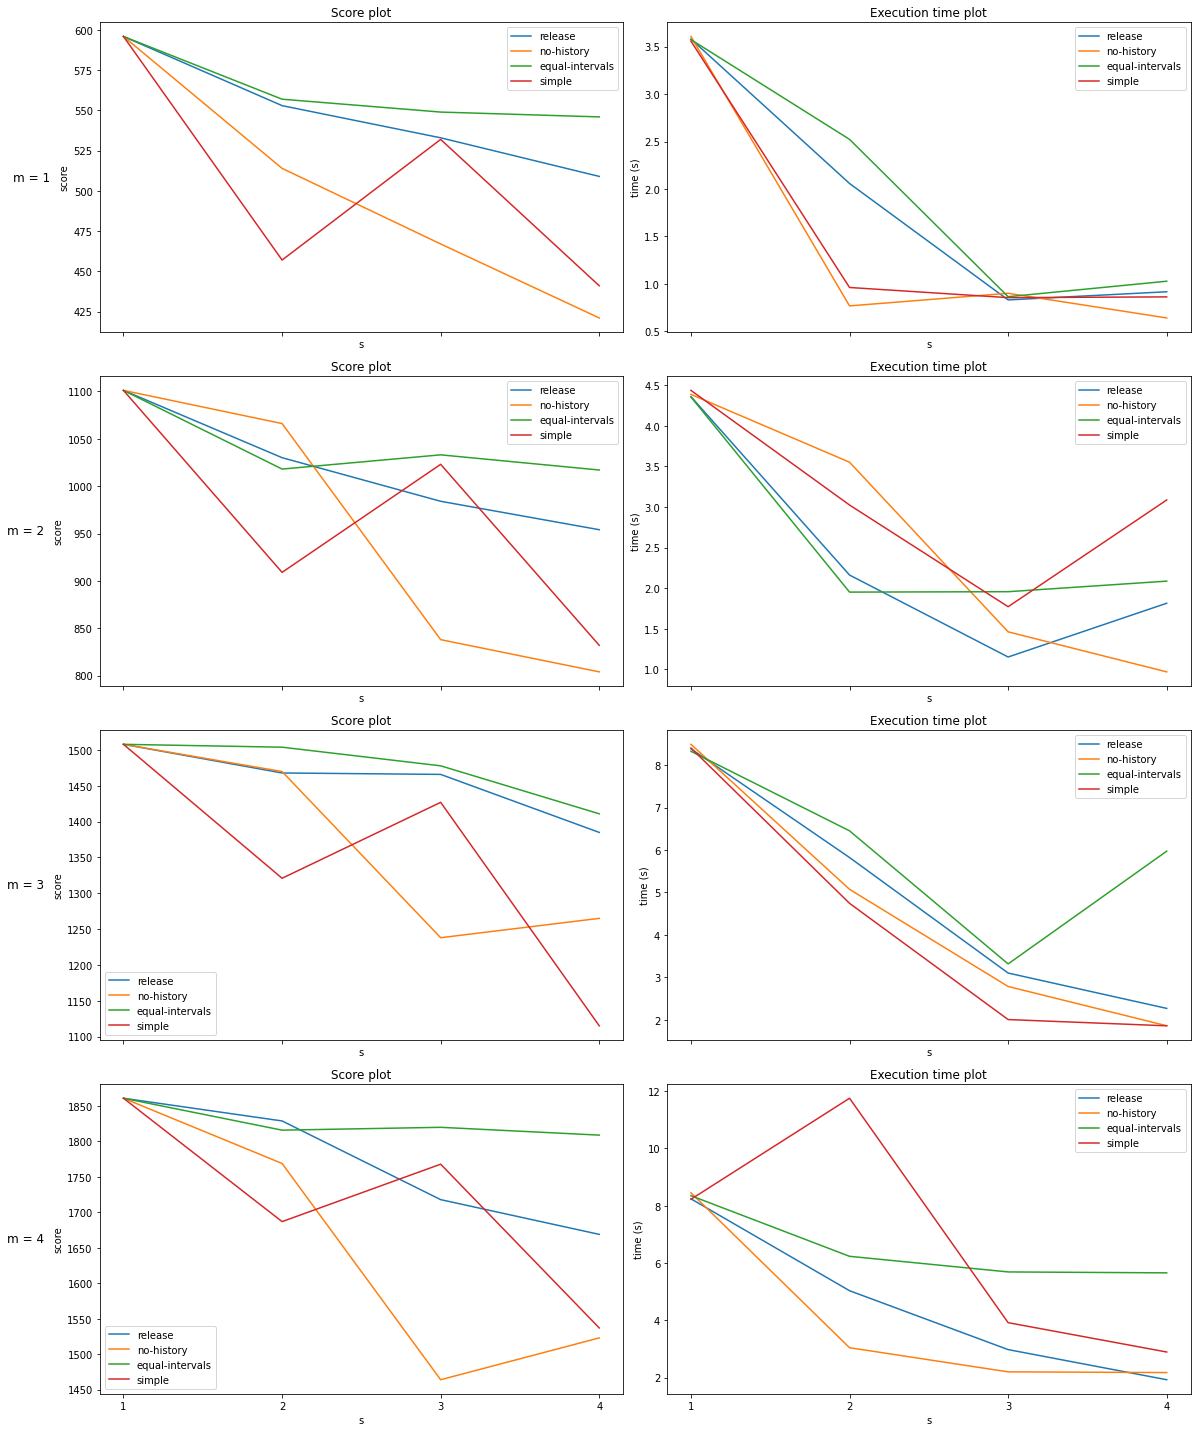 Score plot
600
575
550
525
500
475
450
425
score
m = 1
s
release
no-history
equal-intervals
simple
Execution time plot
3.5
3.0
2.5
2.0
1.5
1.0
0.5
time (s)
s
release
no-history
equal-intervals
simple
Score plot
1100
1050
1000
950
900
850
800
score
m = 2
s
release
no-history
equal-intervals
simple
Execution time plot
4.5
4.0
3.5
3.0
2.5
2.0
1.5
1.0
time (s)
s
release
no-history
equal-intervals
simple
Score plot
1500
1450
1400
1350
1300
1250
1200
1150
1100
score
m = 3
s
release
no-history
equal-intervals
simple
Execution time plot
8
7
6
5
4
3
2
time (s)
s
release
no-history
equal-intervals
simple
Score plot
1850
1800
1750
1700
1650
1600
1550
1500
1450
score
m = 4
1 2 3 4
s
release
no-history
equal-intervals
simple
Execution time plot
12
10
8
6
4
2
time (s)
1 2 3 4
s
release
no-history
equal-intervals
simple